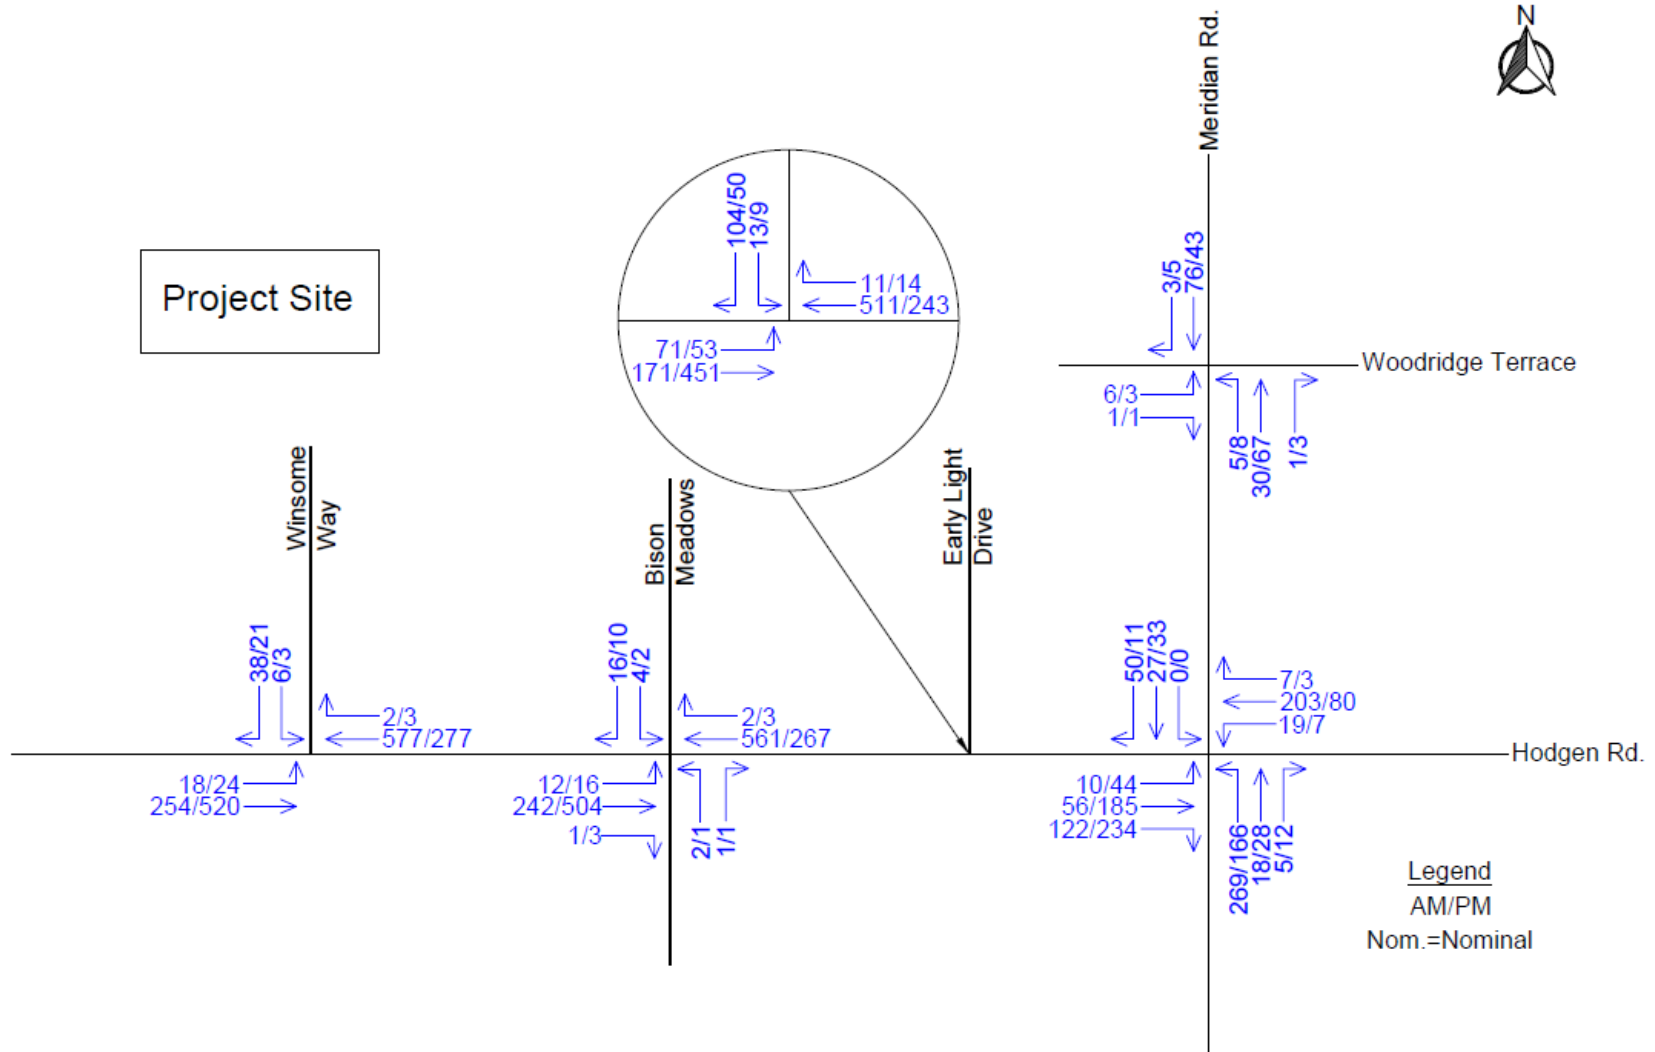 N
Meridian Rd.
Project Site
104/50
13/9
11/14
511/243
71/53
171/451
3/5
76/43
Woodridge Terrace
6/3
1/1
5/8
30/67
1/3
Winsome
Way
Bison
Meadows
Early Light
Drive
38/21
6/3
2/3
577/277
18/24
254/520
16/10
4/2
2/3
561/267
12/16
242/504
1/3
2/1
1/1
50/11
27/33
0/0
7/3
203/80
19/7
Hodgen Rd.
10/44
56/185
122/234
269/166
18/28
5/12
Legend
AM/PM
Nom.=Nominal